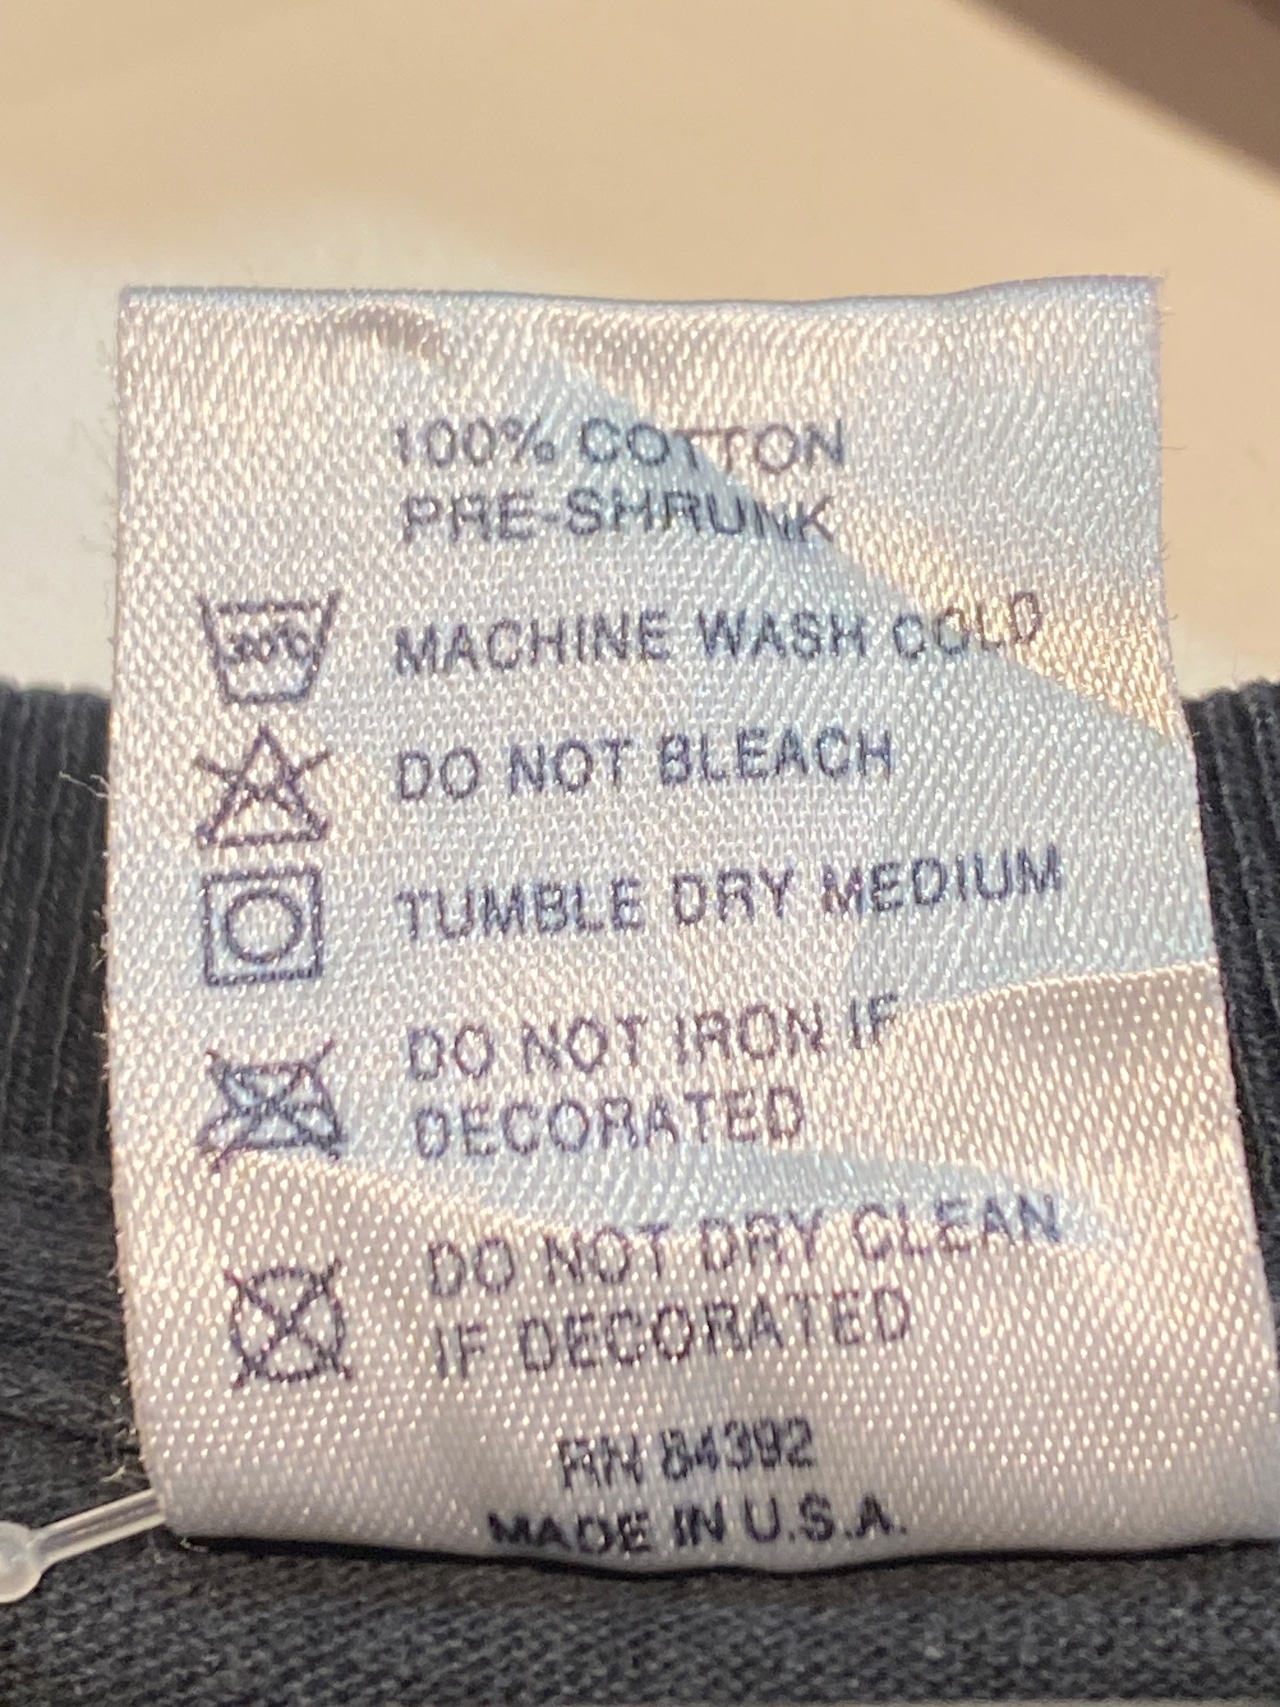 100% COTTON
PRE-SHRUNK
30°C MACHINE WASH COLD
DO NOT BLEACH
TUMBLE DRY MEDIUM
DO NOT IRON IF
DECORATED
DO NOT DRY CLEAN
IF DECORATED
RN 84392
MADE IN U.S.A.